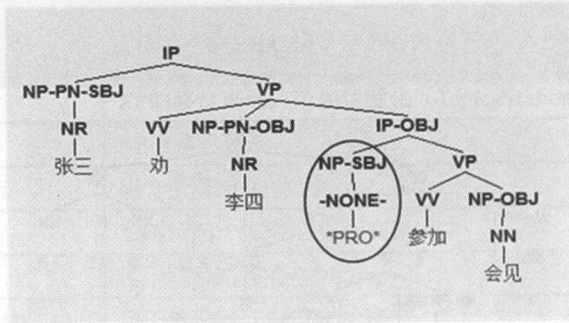 IP
NP-PN-SBJ VP
NR VV NP-PN-OBJ IP-OBJ
张三 劝 NR NP-SBJ VP
李四 -NONE- VV NP-OBJ
*PRO* 参加 NN
会见